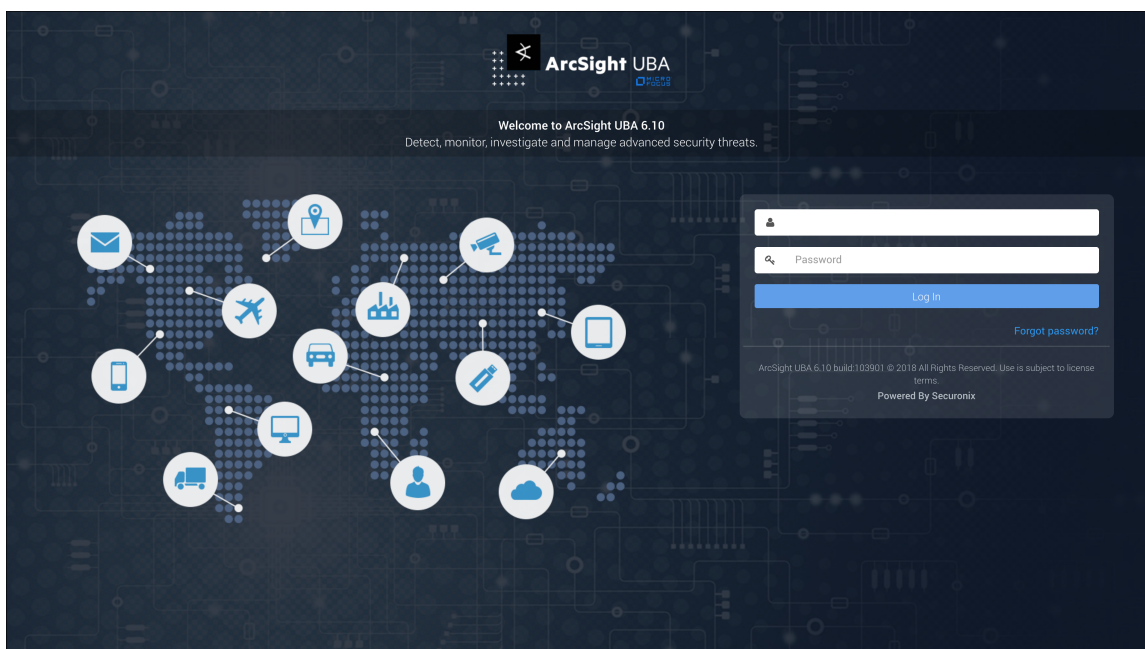 ArcSight UBA
MICRO
FOCUS
Welcome to ArcSight UBA 6.10
Detect, monitor, investigate and manage advanced security threats.
Password
Log In
Forgot password?
ArcSight UBA 6.10 build:103901 © 2018 All Rights Reserved. Use is subject to license
terms.
Powered By Securonix